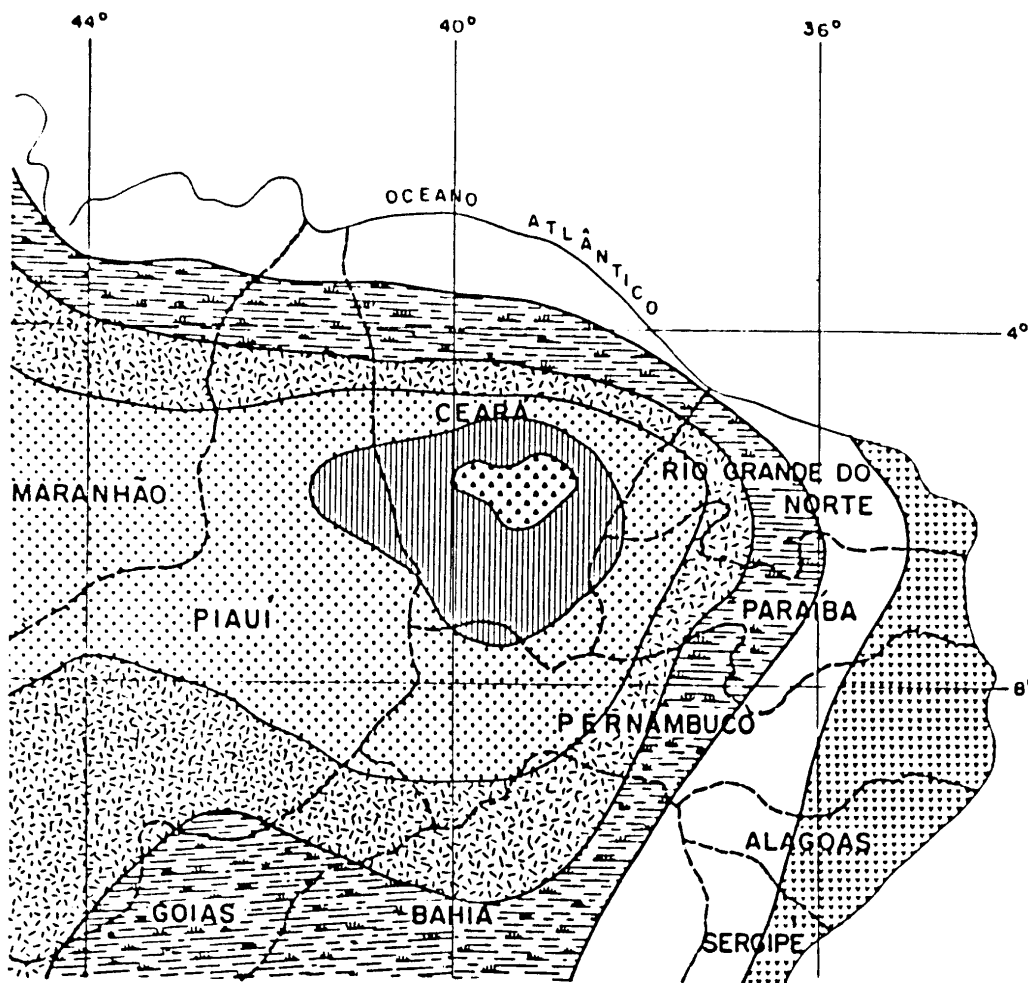 44° 40° 36°
OCEANO
ATLÂNTICO
4°
CEARÁ
RIO GRANDE DO
NORTE
MARANHÃO
PIAUÍ
PARAÍBA
8°
PERNAMBUCO
ALAGOAS
GOIAS
BAHIA
SERGIPE